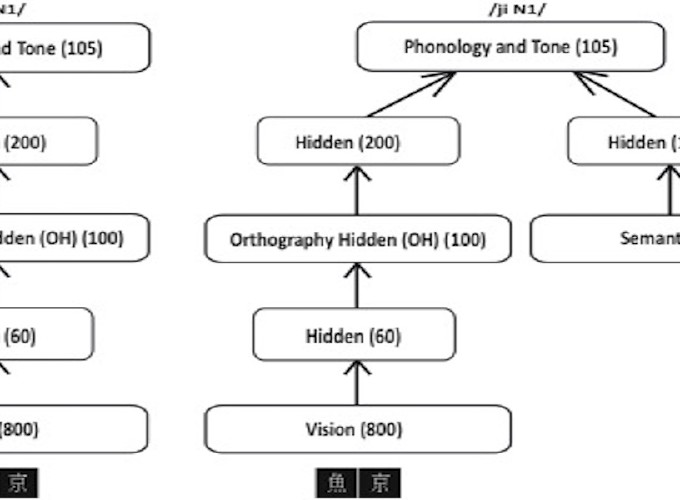 N1/ /ji N1/
d Tone (105) Phonology and Tone (105)
(200) Hidden (200) Hidden (1
dden (OH) (100) Orthography Hidden (OH) (100) Semant
(60) Hidden (60)
(800) Vision (800)
京 魚 京